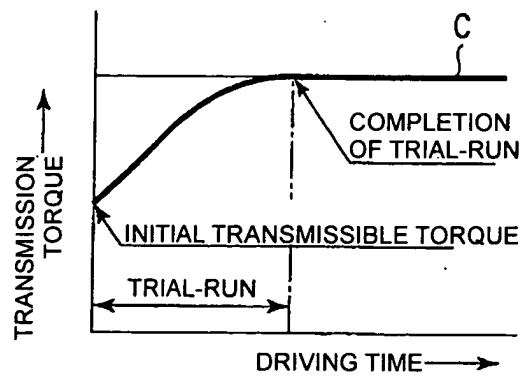 C
COMPLETION
OF TRIAL-RUN
INITIAL TRANSMISSIBLE TORQUE
TRIAL-RUN
TRANSMISSION
TORQUE
DRIVING TIME